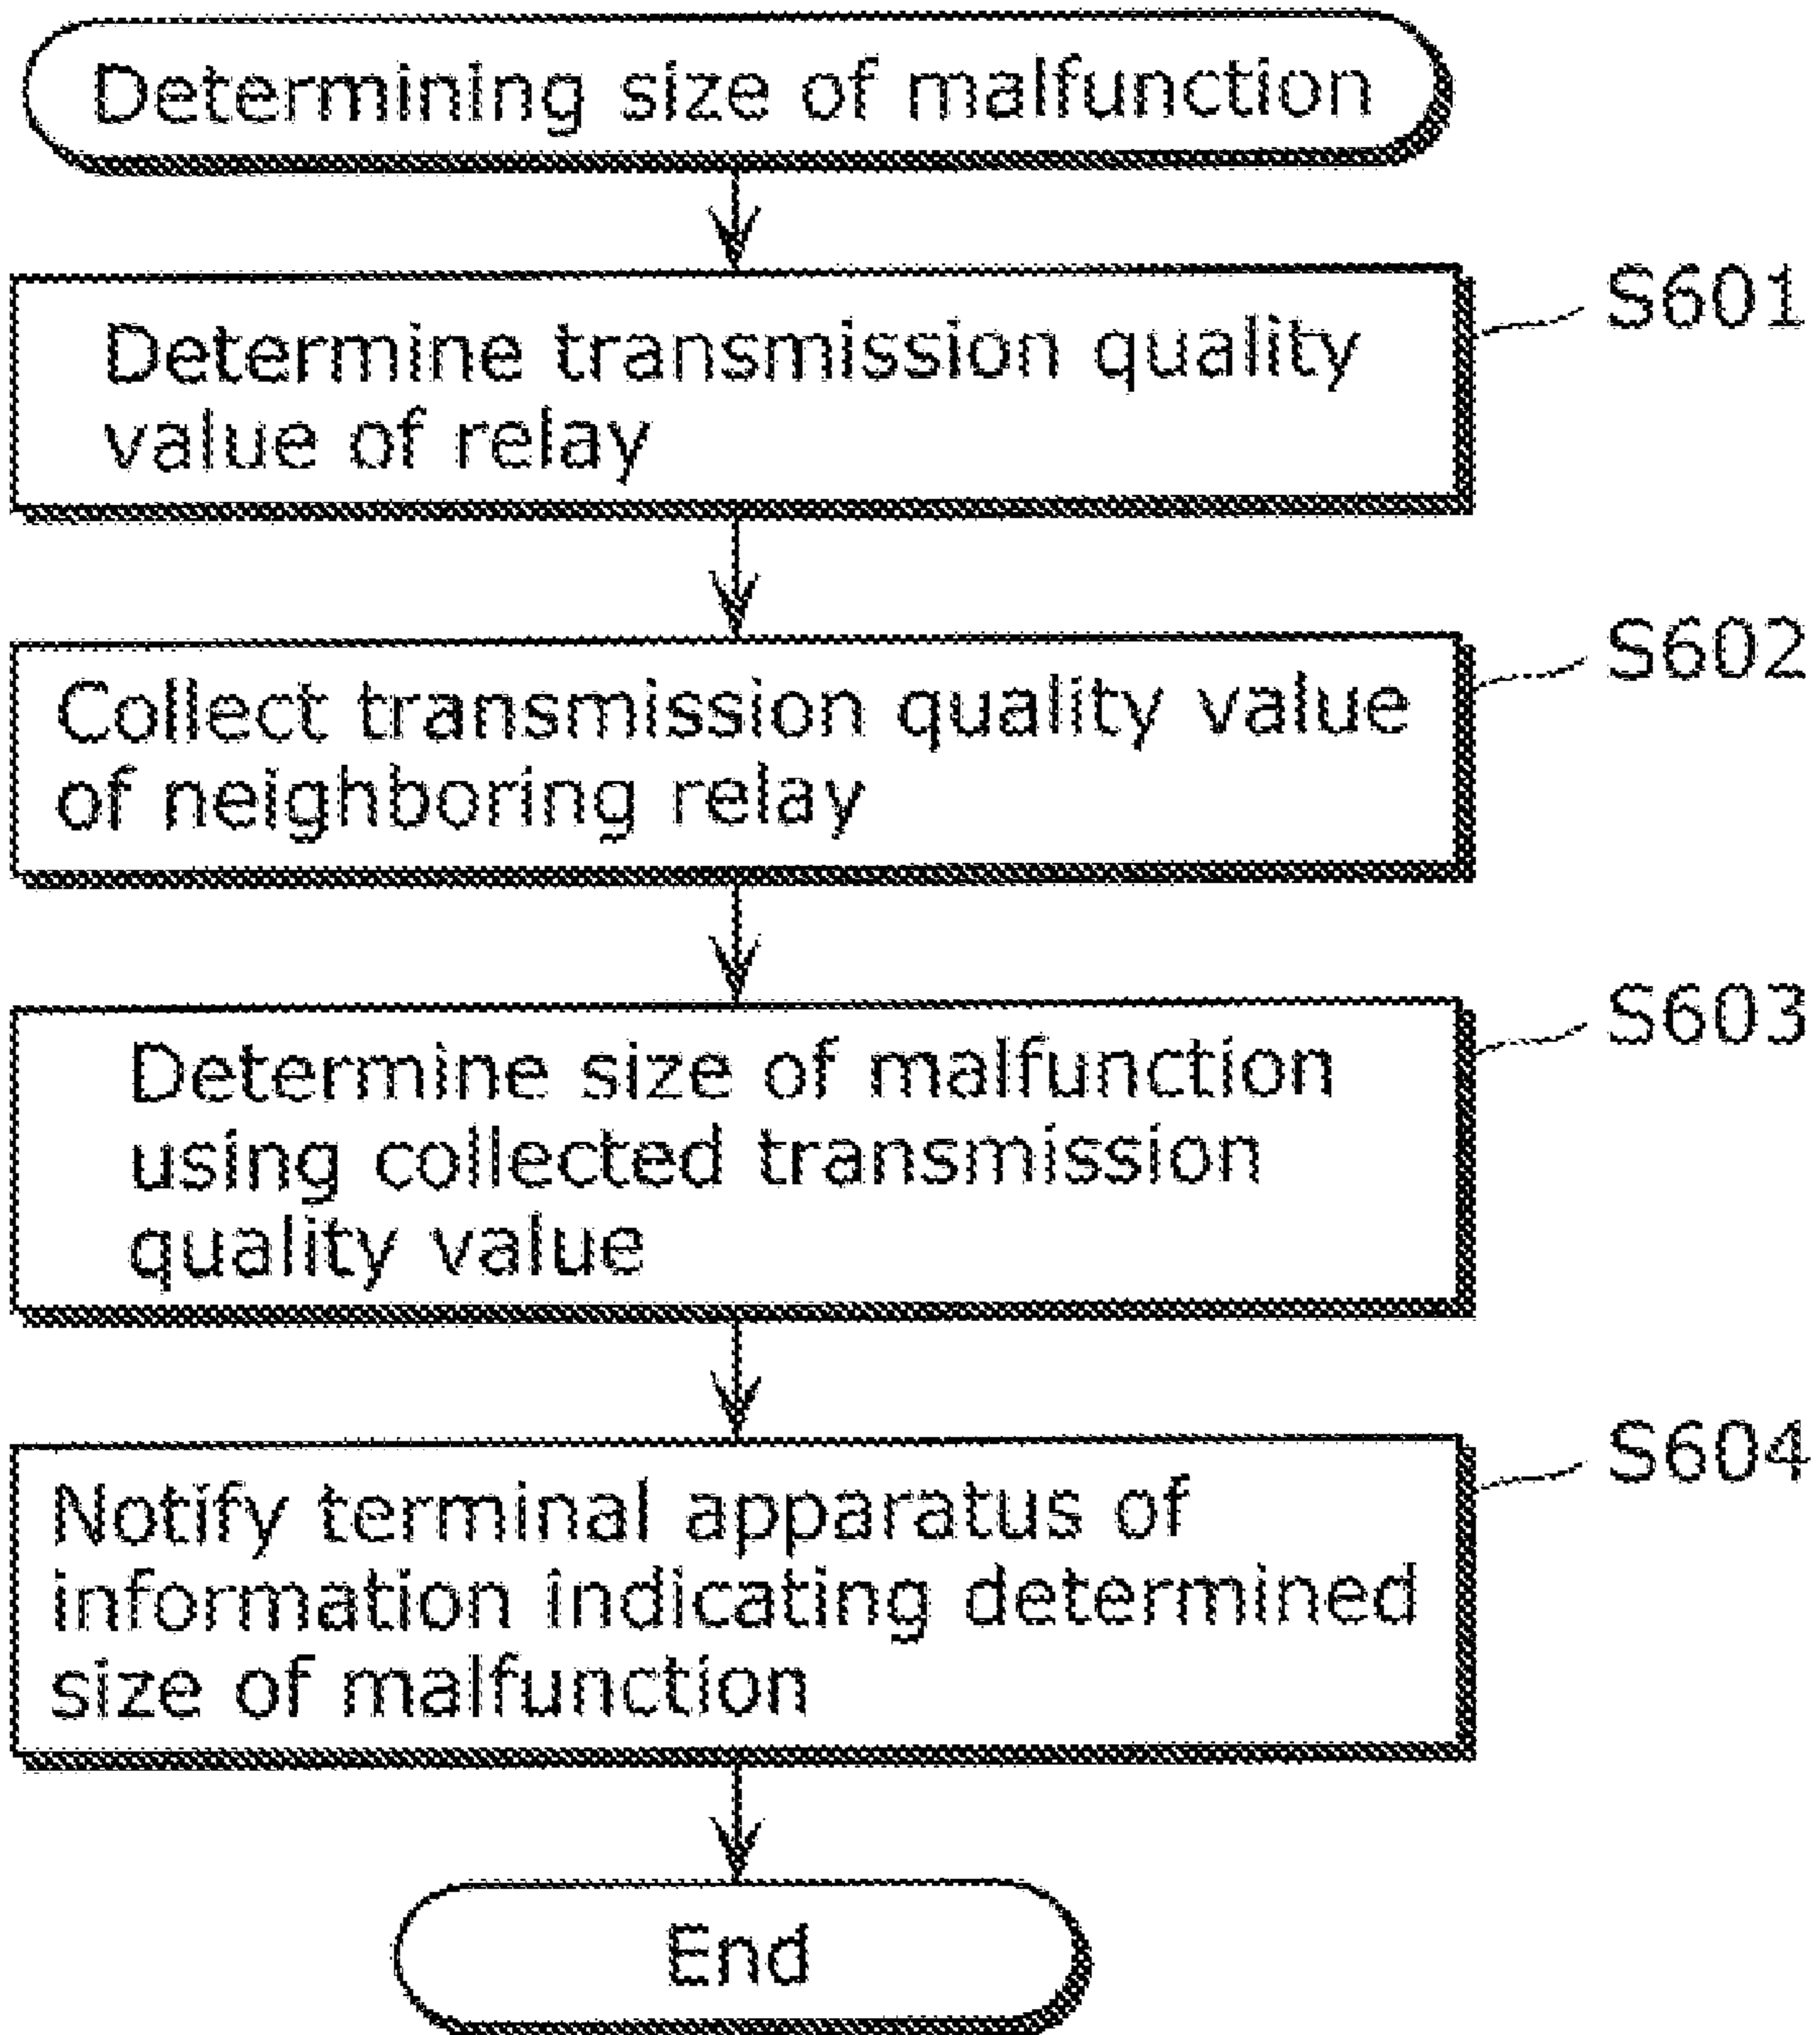 Determining size of malfunction
S601
Determine transmission quality
value of relay
S602
Collect transmission quality value
of neighboring relay
S603
Determine size of malfunction
using collected transmission
quality value
S604
Notify terminal apparatus of
information indicating determined
size of malfunction
End